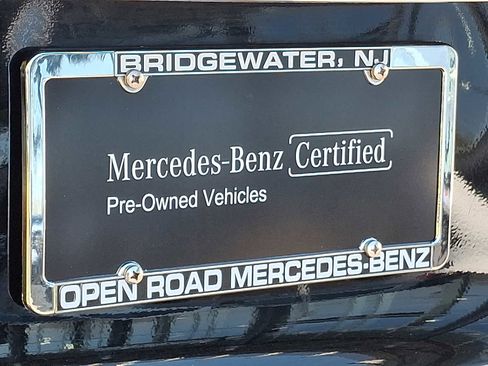 BRIDGEWATER, NJ
Mercedes-Benz Certified
Pre-Owned Vehicles
OPEN ROAD MERCEDES-BENZ